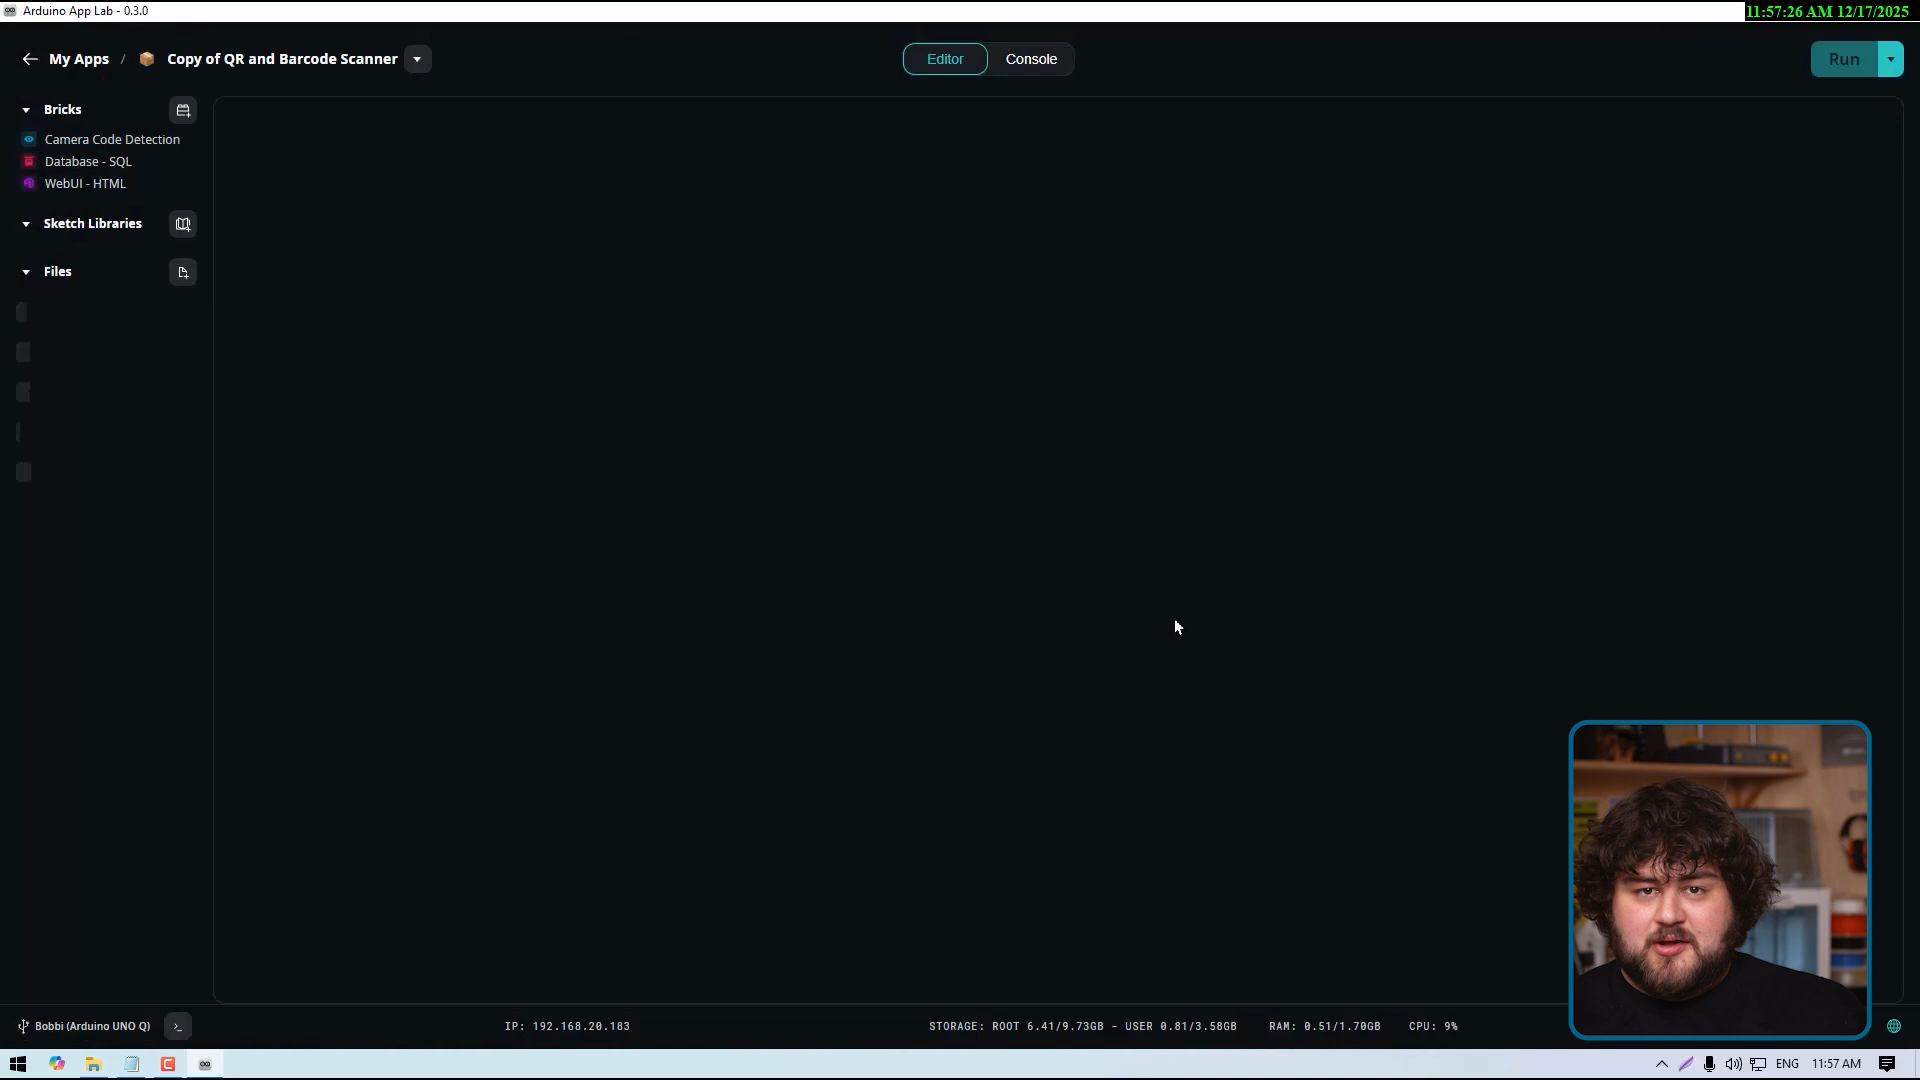 Arduino App Lab - 0.3.0
11:57:26 AM 12/17/2025
My Apps / Copy of QR and Barcode Scanner
Editor
Console
Run
Bricks
Camera Code Detection
Database - SQL
WebUI - HTML
Sketch Libraries
Files
Bobbi (Arduino UNO Q)
>_
IP: 192.168.20.183
STORAGE: ROOT 6.41/9.73GB - USER 0.81/3.58GB
RAM: 0.51/1.70GB
CPU: 9%
ENG
11:57 AM